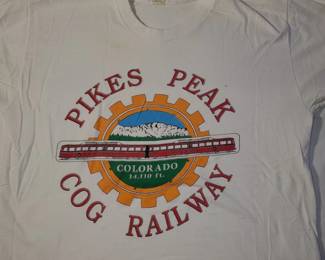 PIKES PEAK
COLORADO
14,110 Ft.
COG RAILWAY